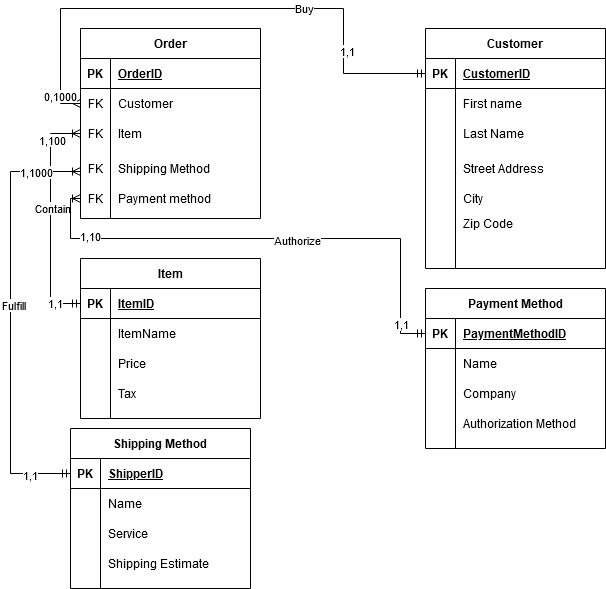 Buy
Order
Customer
1,1
PK OrderID
PK CustomerID
0,1000
FK Customer
First name
1,100
FK Item
Last Name
1,1000
FK Shipping Method
Street Address
FK Payment method
City
Contain
Zip Code
1,10
Authorize
Item
1,1
PK ItemID
Payment Method
Fulfill
1,1
ItemName
PK PaymentMethodID
Price
Name
Tax
Company
Authorization Method
Shipping Method
1,1
PK ShipperID
Name
Service
Shipping Estimate